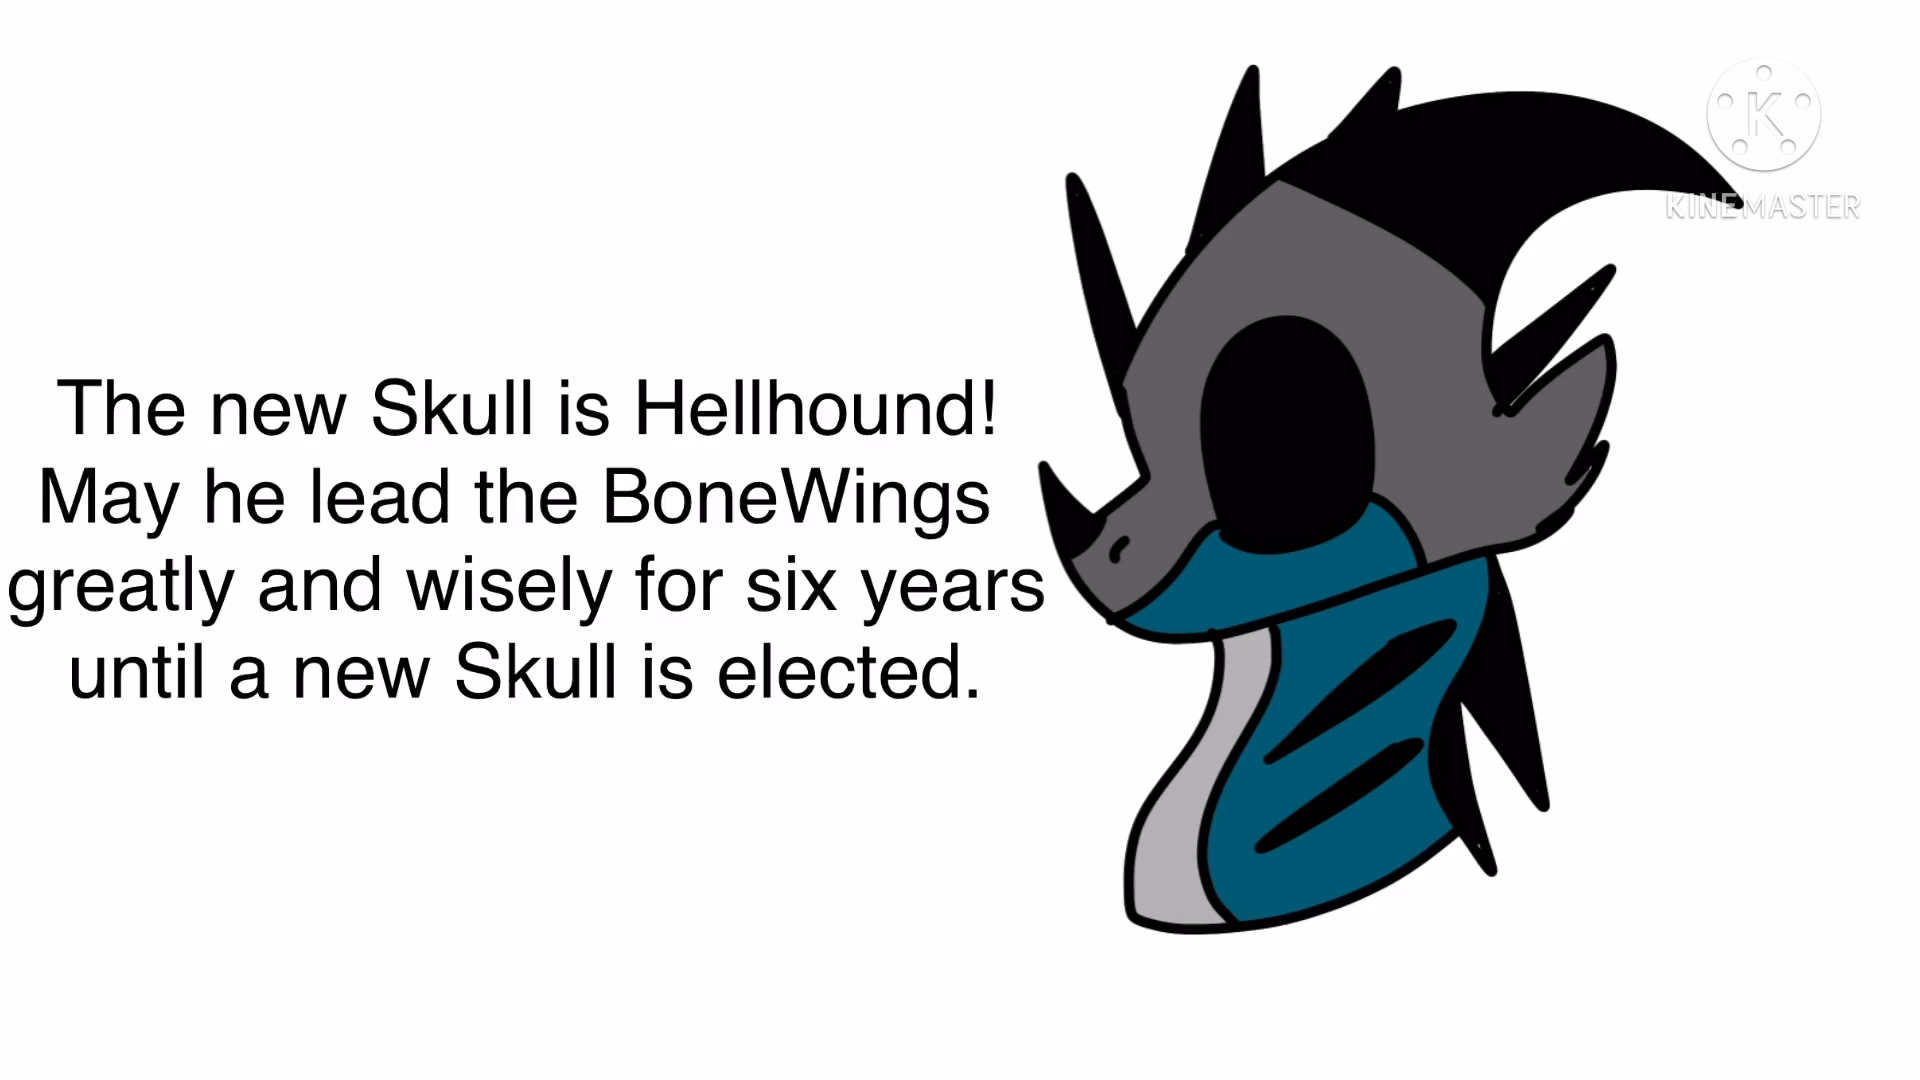 K
KINEMASTER
The new Skull is Hellhound!
May he lead the BoneWings
greatly and wisely for six years
until a new Skull is elected.